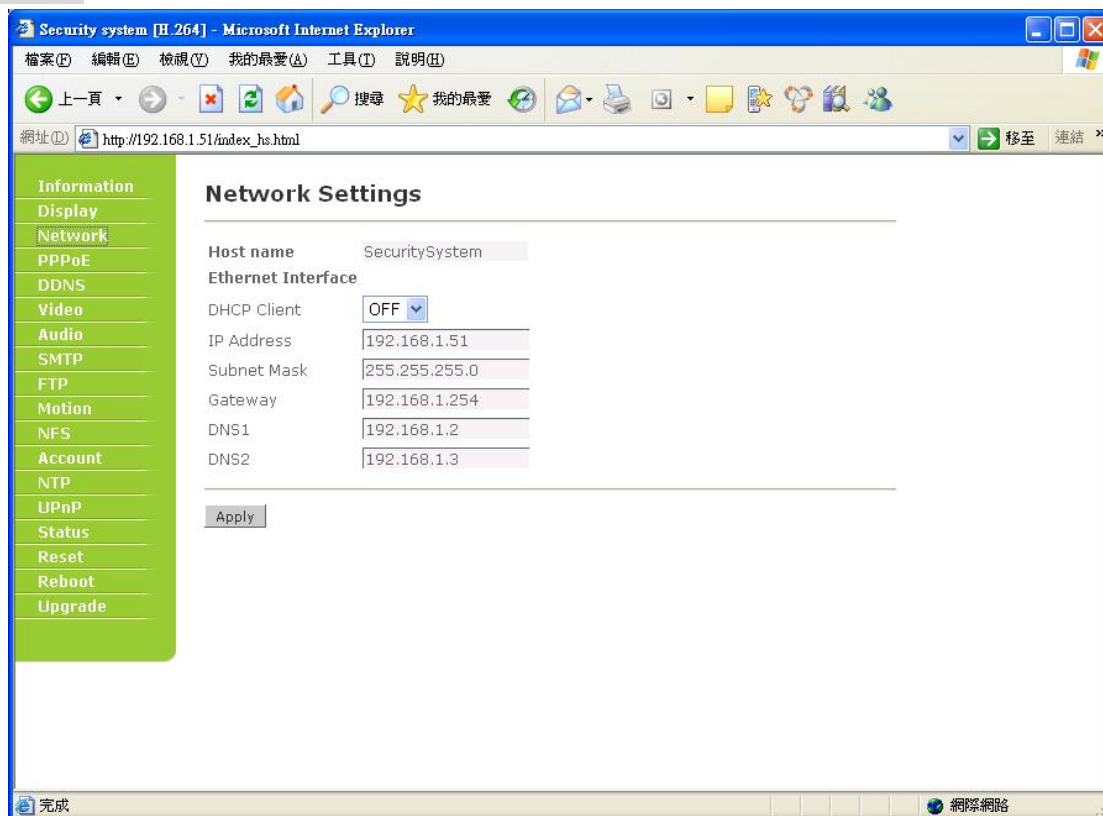 Security system [H.264] - Microsoft Internet Explorer
檔案(F) 編輯(E) 檢視(V) 我的最愛(A) 工具(T) 說明(H)
上一頁 搜尋 我的最愛
網址(D) http://192.168.1.51/index_hs.html 移至 連結 »
Information
Display
Network
PPPoE
DDNS
Video
Audio
SMTP
FTP
Motion
NFS
Account
NTP
UPnP
Status
Reset
Reboot
Upgrade
Network Settings
Host name SecuritySystem
Ethernet Interface
DHCP Client OFF
IP Address 192.168.1.51
Subnet Mask 255.255.255.0
Gateway 192.168.1.254
DNS1 192.168.1.2
DNS2 192.168.1.3
Apply
完成 網際網路